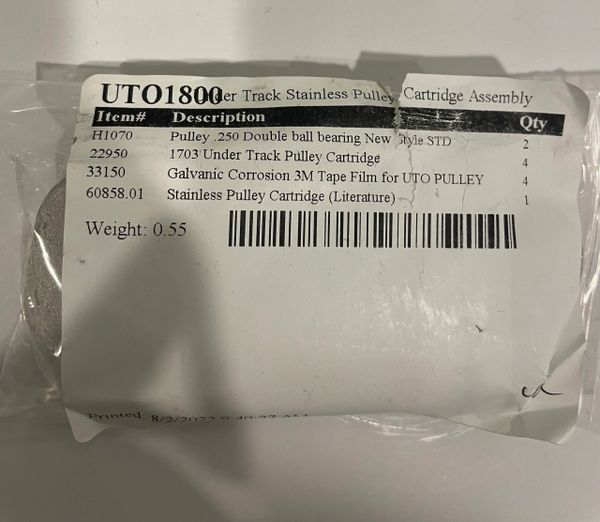 UTO1800 Under Track Stainless Pulley Cartridge Assembly
Item# Description Qty
H1070 Pulley .250 Double ball bearing New Style STD 2
22950 1703 Under Track Pulley Cartridge 4
33150 Galvanic Corrosion 3M Tape Film for UTO PULLEY 4
60858.01 Stainless Pulley Cartridge (Literature) 1
Weight: 0.55
Printed: